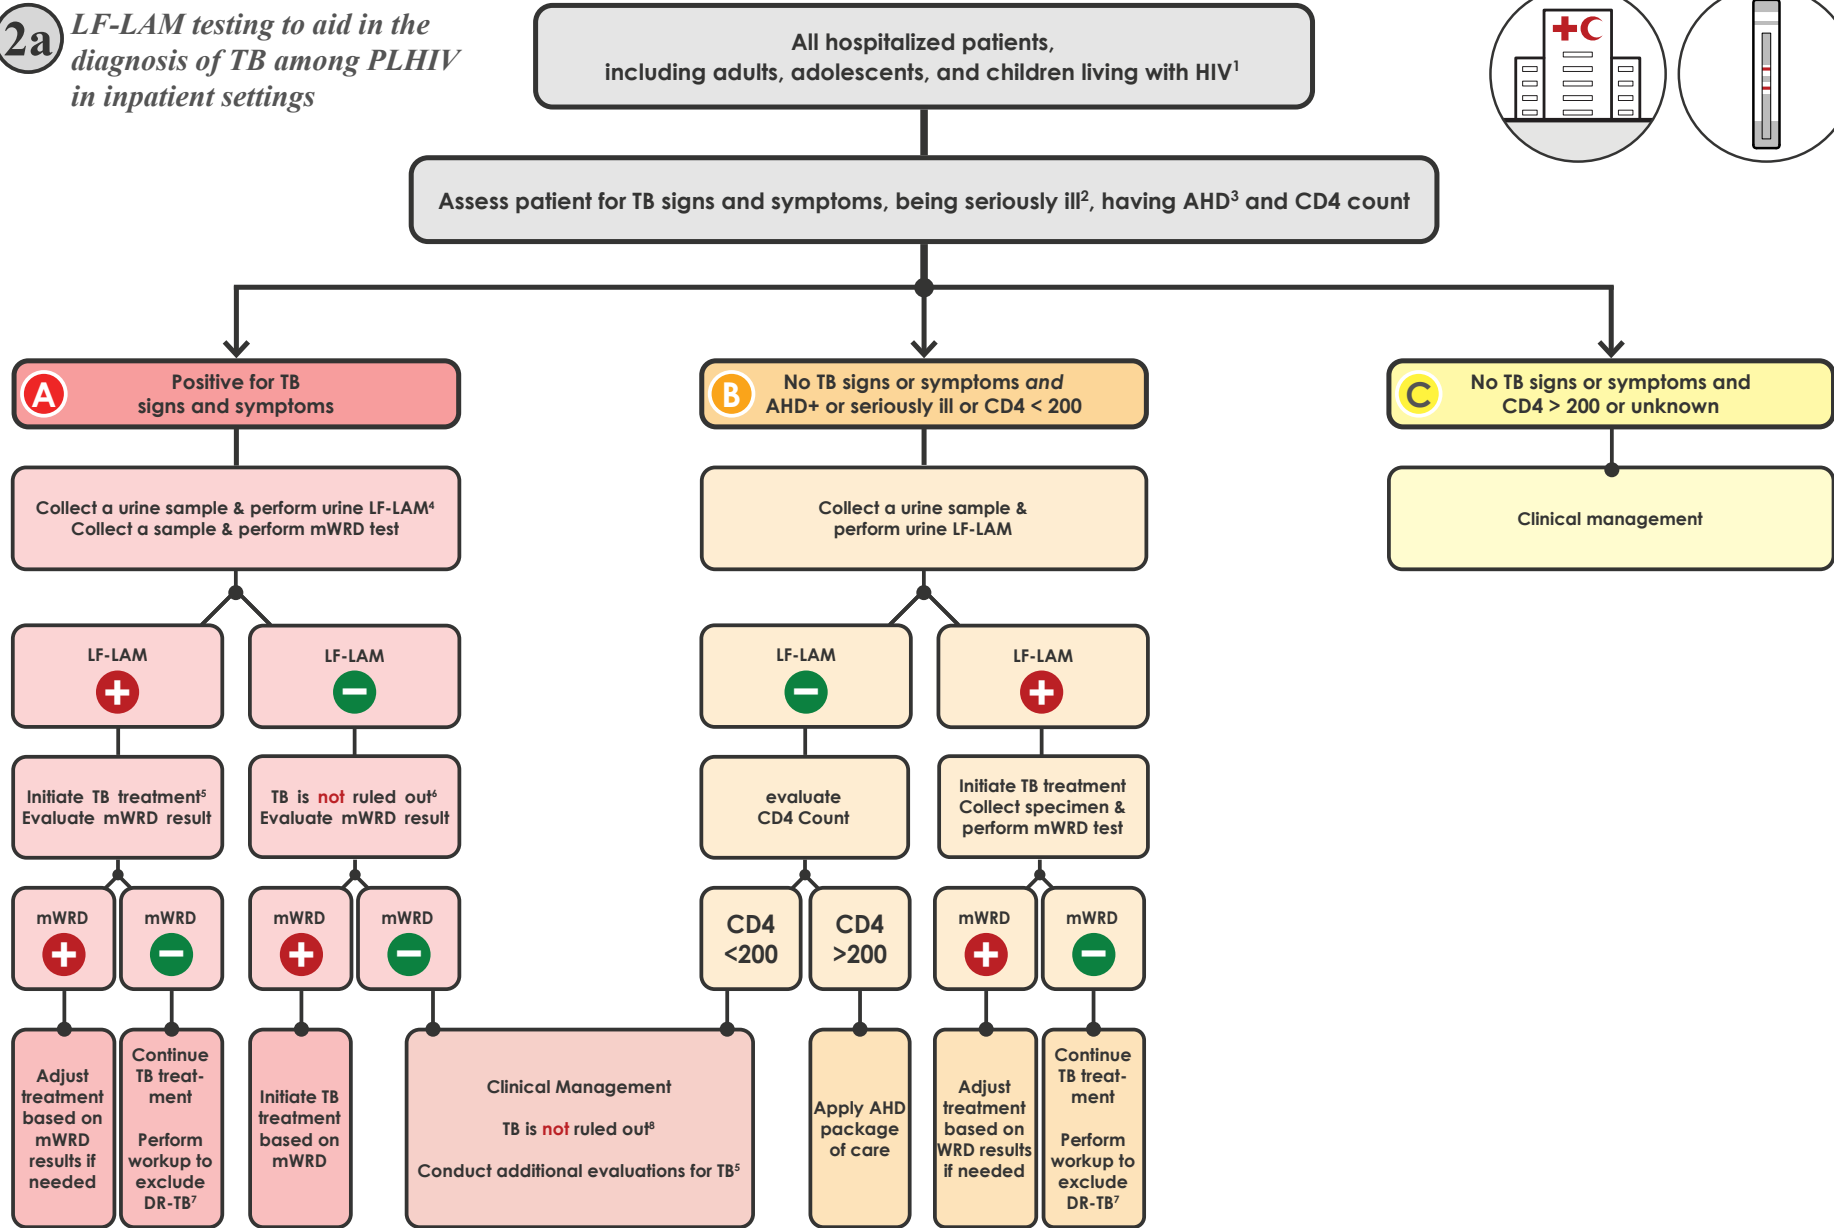 2a
LF-LAM testing to aid in the
diagnosis of TB among PLHIV
in inpatient settings
All hospitalized patients,
including adults, adolescents, and children living with HIV¹
Assess patient for TB signs and symptoms, being seriously ill², having AHD³ and CD4 count
A
Positive for TB
signs and symptoms
B
No TB signs or symptoms and
AHD+ or seriously ill or CD4 < 200
C
No TB signs or symptoms and
CD4 > 200 or unknown
Collect a urine sample & perform urine LF-LAM⁴
Collect a sample & perform mWRD test
Collect a urine sample &
perform urine LF-LAM
Clinical management
LF-LAM
LF-LAM
LF-LAM
LF-LAM
Initiate TB treatment⁵
Evaluate mWRD result
TB is not ruled out⁶
Evaluate mWRD result
evaluate
CD4 Count
Initiate TB treatment
Collect specimen &
perform mWRD test
mWRD
mWRD
mWRD
mWRD
CD4
<200
CD4
>200
mWRD
mWRD
Adjust
treatment
based on
mWRD
results if
needed
Continue
TB treat-
ment
Perform
workup to
exclude
DR-TB⁷
Initiate TB
treatment
based on
mWRD
Clinical Management
TB is not ruled out⁸
Conduct additional evaluations for TB⁵
Apply AHD
package
of care
Adjust
treatment
based on
WRD results
if needed
Continue
TB treat-
ment
Perform
workup to
exclude
DR-TB⁷